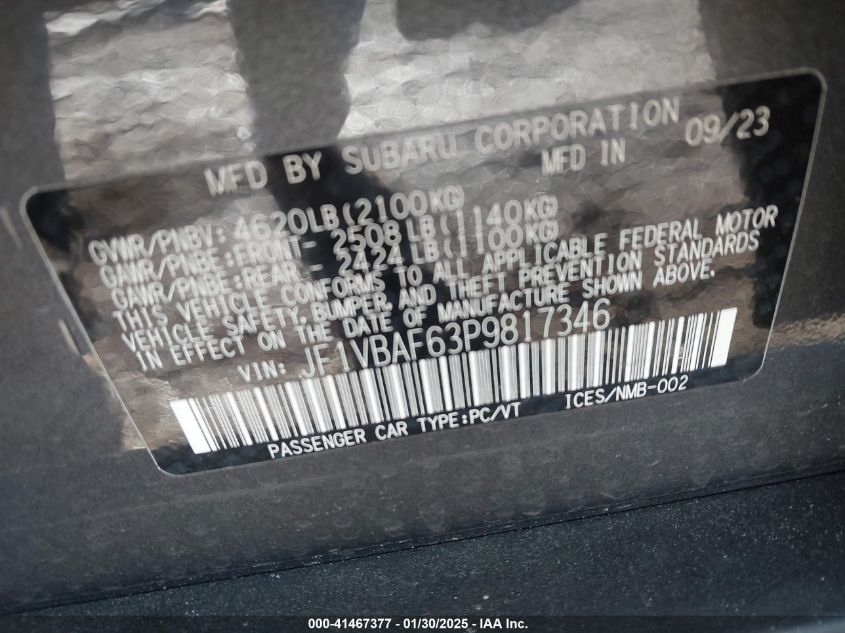 MFD BY SUBARU CORPORATION
MFD IN 09/23
GVWR/PNBV: 4620LB(2100KG)
GAWR/PNBE:FRONT- 2508LB(1140KG)
GAWR/PNBE:REAR - 2424LB(1100KG)
THIS VEHICLE CONFORMS TO ALL APPLICABLE FEDERAL MOTOR
VEHICLE SAFETY,BUMPER,AND THEFT PREVENTION STANDARDS
IN EFFECT ON THE DATE OF MANUFACTURE SHOWN ABOVE.
VIN: JF1VBAF63P9817346
PASSENGER CAR TYPE:PC/VT ICES/NMB-002
000-41467377 - 01/30/2025 - IAA Inc.